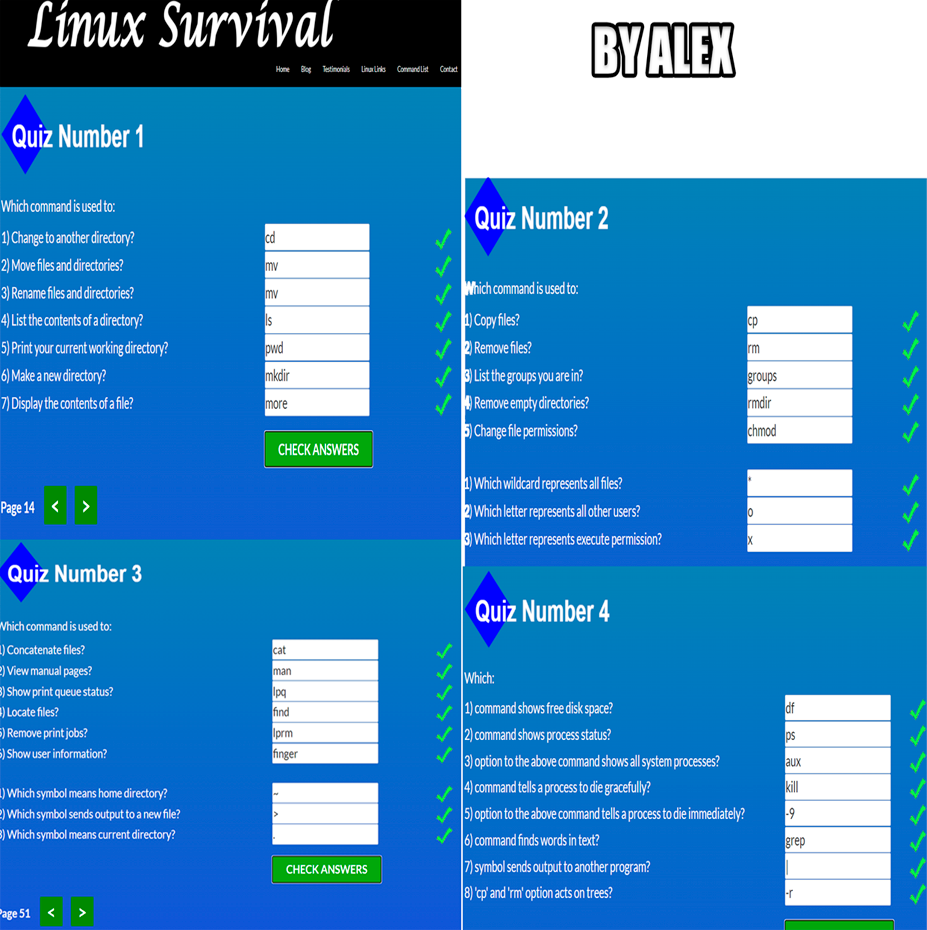 Linux Survival
Home Blog Testimonials Linux Links Command List Contact
Quiz Number 1
Which command is used to:
1) Change to another directory? cd
2) Move files and directories? mv
3) Rename files and directories? mv
4) List the contents of a directory? ls
5) Print your current working directory? pwd
6) Make a new directory? mkdir
7) Display the contents of a file? more
CHECK ANSWERS
Page 14 < >
BY ALEX
Quiz Number 2
Which command is used to:
1) Copy files? cp
2) Remove files? rm
3) List the groups you are in? groups
4) Remove empty directories? rmdir
5) Change file permissions? chmod
1) Which wildcard represents all files? *
2) Which letter represents all other users? o
3) Which letter represents execute permission? x
Quiz Number 3
Which command is used to:
1) Concatenate files? cat
2) View manual pages? man
3) Show print queue status? lpq
4) Locate files? find
5) Remove print jobs? lprm
6) Show user information? finger
1) Which symbol means home directory? ~
2) Which symbol sends output to a new file? >
3) Which symbol means current directory? .
CHECK ANSWERS
Page 51 < >
Quiz Number 4
Which:
1) command shows free disk space? df
2) command shows process status? ps
3) option to the above command shows all system processes? aux
4) command tells a process to die gracefully? kill
5) option to the above command tells a process to die immediately? -9
6) command finds words in text? grep
7) symbol sends output to another program? |
8) 'cp' and 'rm' option acts on trees? -r